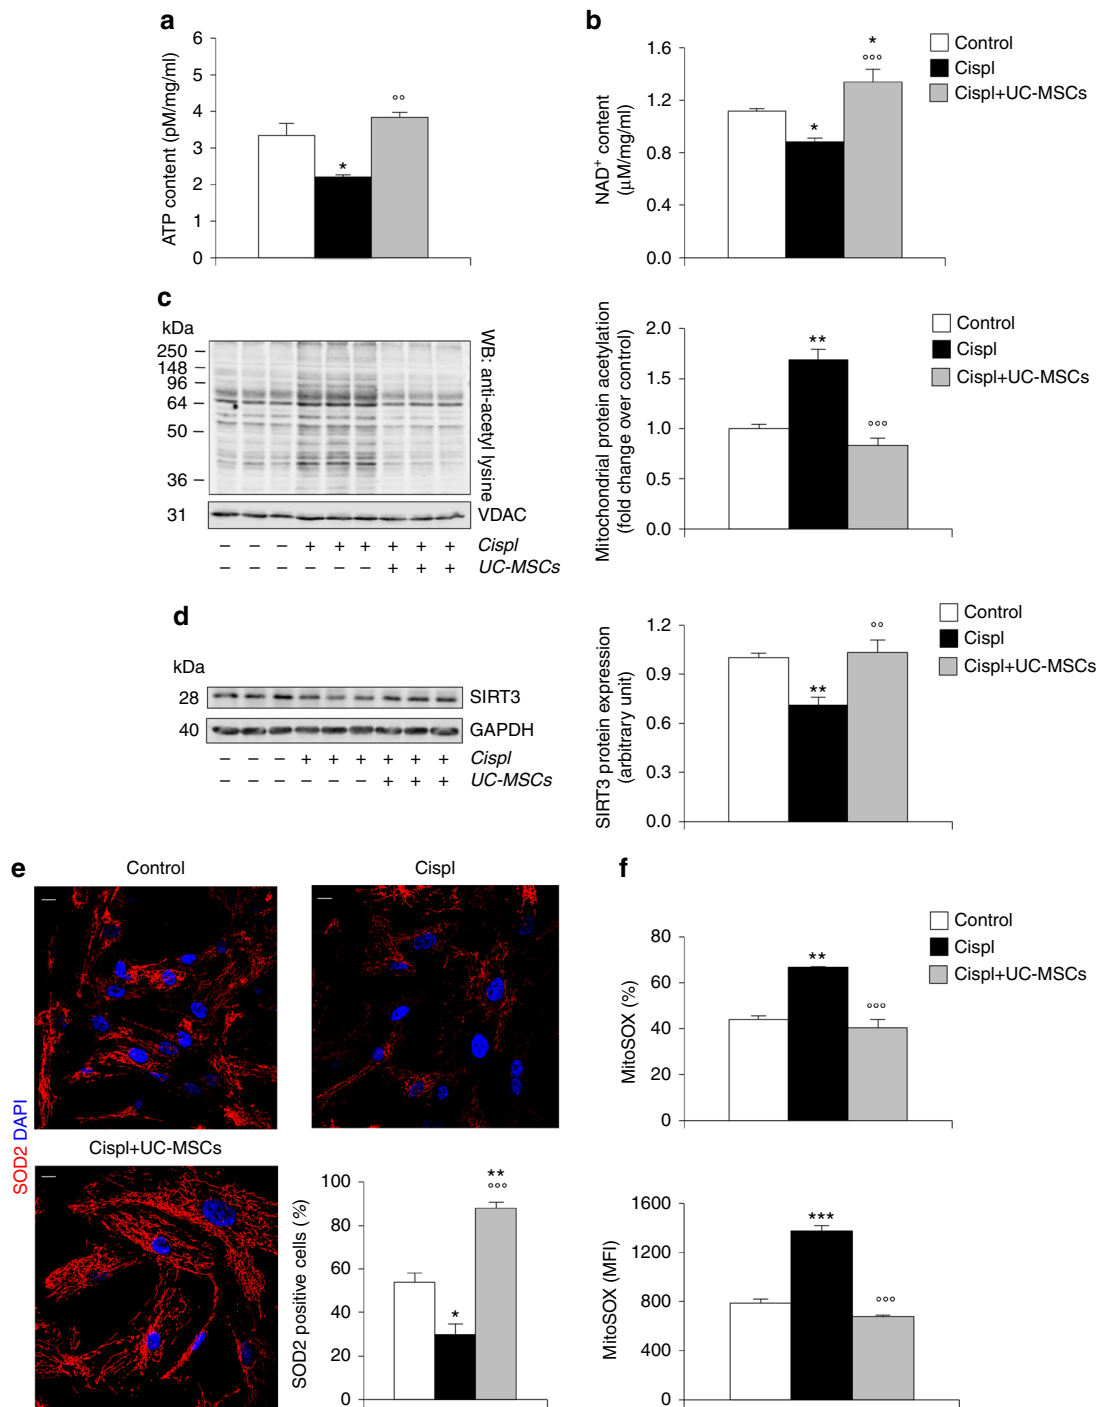 a
ATP content (pM/mg/ml)
6
5
4
3
2
1
0
*
°°
b
NAD⁺ content
(µM/mg/ml)
1.6
1.2
0.8
0.4
0.0
*
*
°°°
Control
Cispl
Cispl+UC-MSCs
c
kDa
250
148
96
64
50
36
31
WB: anti-acetyl lysine
VDAC
– – – + + + + + + Cispl
– – – – – – + + + UC-MSCs
Mitochondrial protein acetylation
(fold change over control)
2.0
1.5
1.0
0.5
0.0
**
°°°
Control
Cispl
Cispl+UC-MSCs
d
kDa
28 SIRT3
40 GAPDH
– – – + + + + + + Cispl
– – – – – – + + + UC-MSCs
SIRT3 protein expression
(arbitrary unit)
1.2
0.9
0.6
0.3
0.0
**
°°
Control
Cispl
Cispl+UC-MSCs
e
Control
Cispl
Cispl+UC-MSCs
SOD2 DAPI
SOD2 positive cells (%)
100
80
60
40
20
0
*
**
°°°
f
MitoSOX (%)
80
60
40
20
0
**
°°°
Control
Cispl
Cispl+UC-MSCs
MitoSOX (MFI)
1600
1200
800
400
0
***
°°°